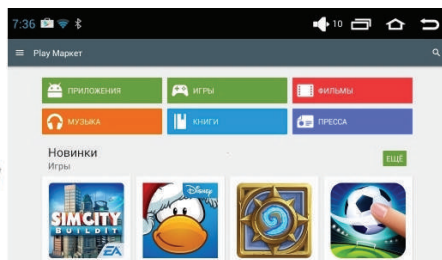 7:36 10
Play Маркет
ПРИЛОЖЕНИЯ ИГРЫ ФИЛЬМЫ
МУЗЫКА КНИГИ ПРЕССА
Новинки
Игры
ЕЩЁ
Disney
SIMCITY
BUILDIT
EA